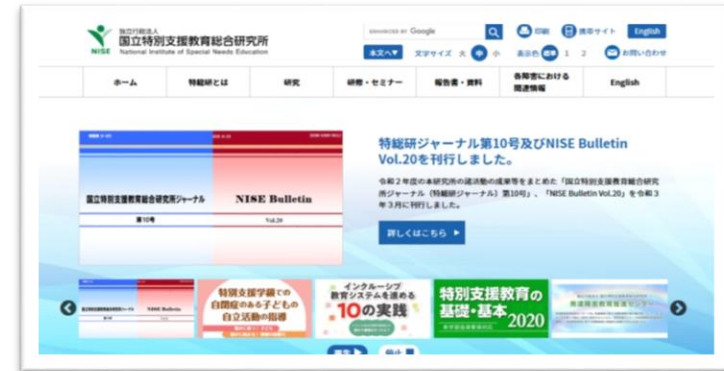 独立行政法人
国立特別支援教育総合研究所
NISE National Institute of Special Needs Education
ENHANCED BY Google
印刷
携帯サイト
English
本文へ▼
文字サイズ 大 中 小
表示色 標準 1 2
お問い合わせ
ホーム
特総研とは
研究
研修・セミナー
報告書・資料
各障害における
関連情報
English
国立特別支援教育総合研究所ジャーナル
第10号
NISE Bulletin
Vol.20
特総研ジャーナル第10号及びNISE Bulletin
Vol.20を刊行しました。
令和2年度の本研究所の諸活動の成果等をまとめた「国立特別支援教育総合研究
所ジャーナル（特総研ジャーナル）第10号」、「NISE Bulletin Vol.20」を令和3
年3月に刊行しました。
詳しくはこちら ▶
NISE Bulletin
特別支援学級での
自閉症のある子どもの
自立活動の指導
インクルーシブ
教育システムを進める
10の実践
特別支援教育の
基礎・基本
2020
発達障害教育推進センター